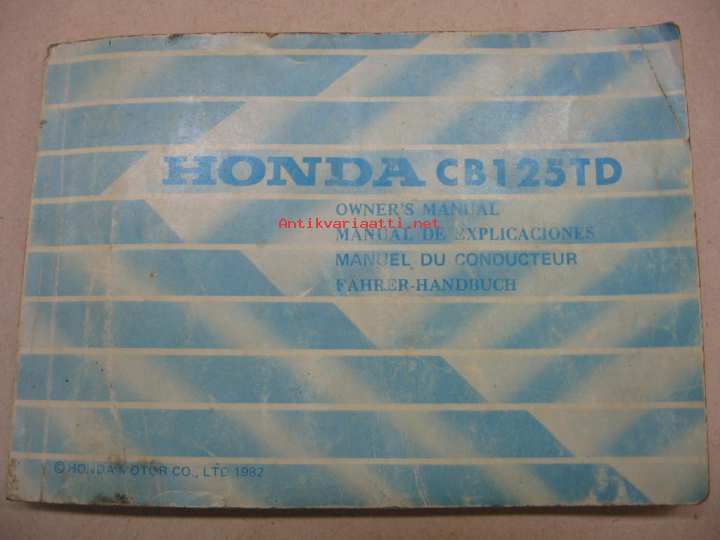 HONDA CB125TD
OWNER'S MANUAL
Antikvariaatti.net
MANUAL DE EXPLICACIONES
MANUEL DU CONDUCTEUR
FAHRER-HANDBUCH
© HONDA MOTOR CO., LTD 1982